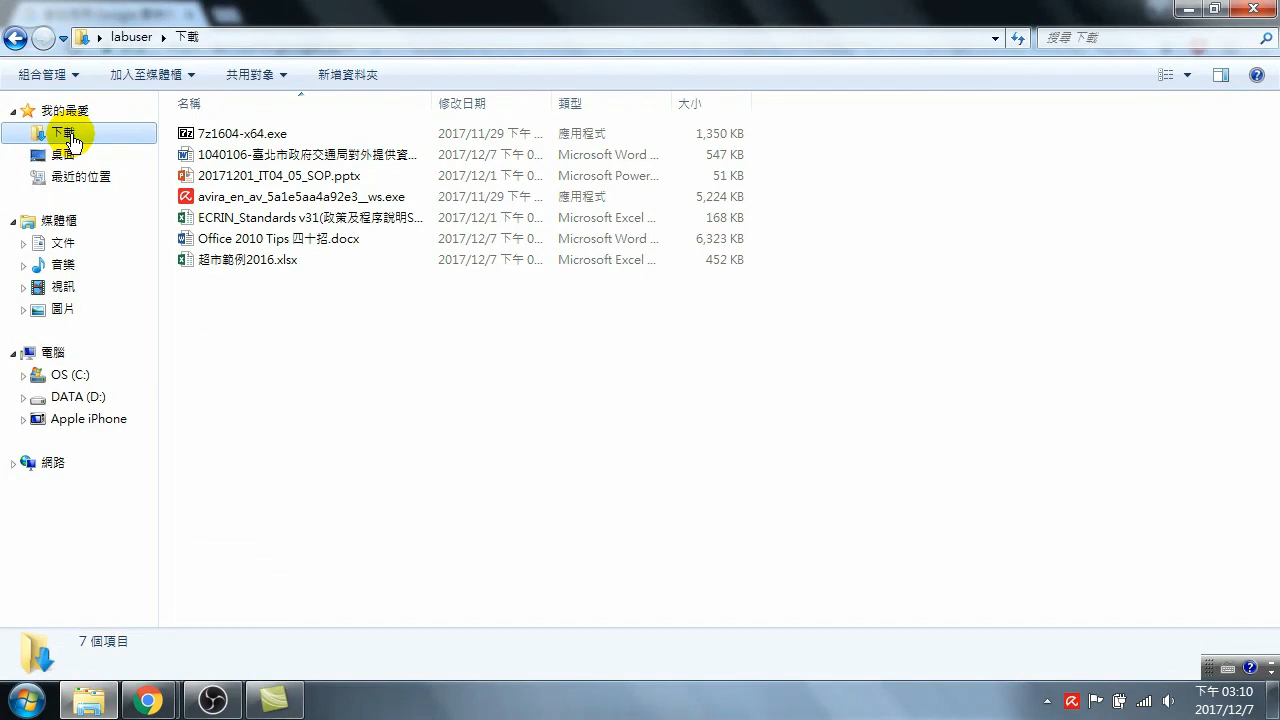 labuser 下載
搜尋 下載
組合管理 加入至媒體櫃 共用對象 新增資料夾
我的最愛
下載
桌面
最近的位置
媒體櫃
文件
音樂
視訊
圖片
電腦
OS (C:)
DATA (D:)
Apple iPhone
網路
名稱 修改日期 類型 大小
7z1604-x64.exe 2017/11/29 下午 ... 應用程式 1,350 KB
1040106-臺北市政府交通局對外提供資... 2017/12/7 下午 0... Microsoft Word ... 547 KB
20171201_IT04_05_SOP.pptx 2017/12/1 下午 0... Microsoft Power... 51 KB
avira_en_av_5a1e5aa4a92e3__ws.exe 2017/11/29 下午 ... 應用程式 5,224 KB
ECRIN_Standards v31(政策及程序說明S... 2017/12/1 下午 0... Microsoft Excel ... 168 KB
Office 2010 Tips 四十招.docx 2017/12/7 下午 0... Microsoft Word ... 6,323 KB
超市範例2016.xlsx 2017/12/7 下午 0... Microsoft Excel ... 452 KB
7 個項目
下午 03:10
2017/12/7